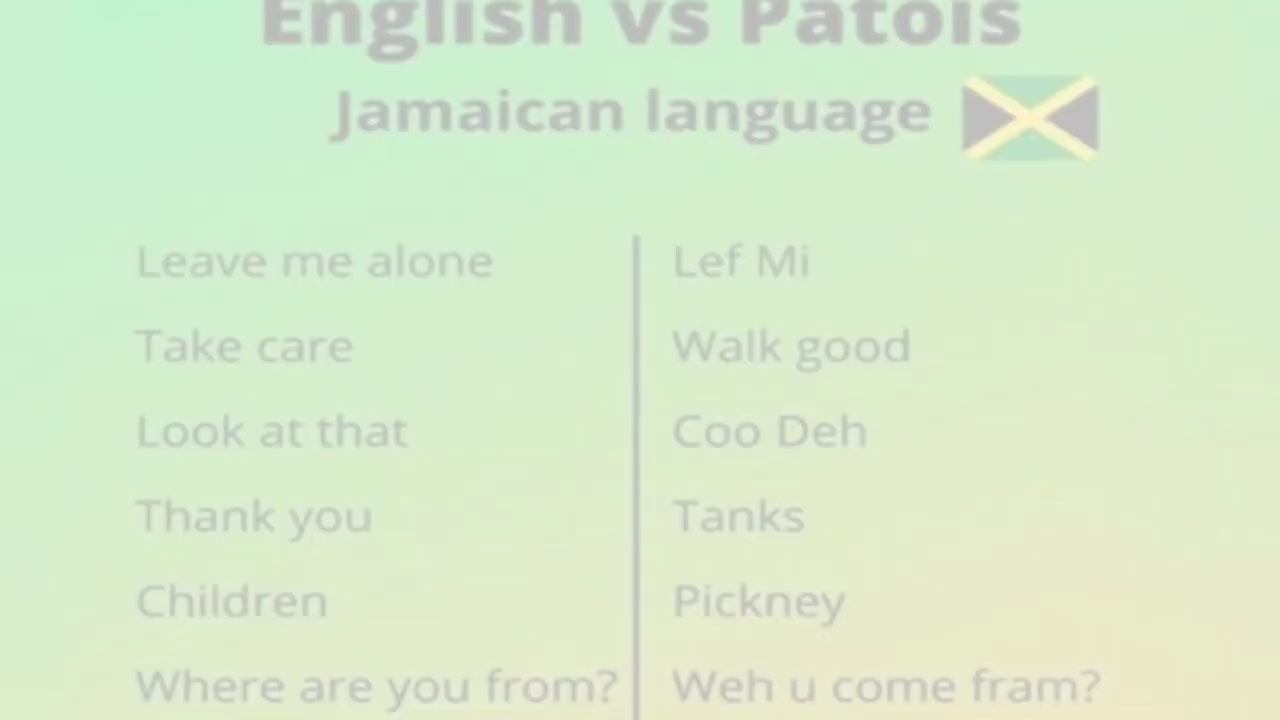 English vs Patois
Jamaican language
Leave me alone Lef Mi
Take care Walk good
Look at that Coo Deh
Thank you Tanks
Children Pickney
Where are you from? Weh u come fram?